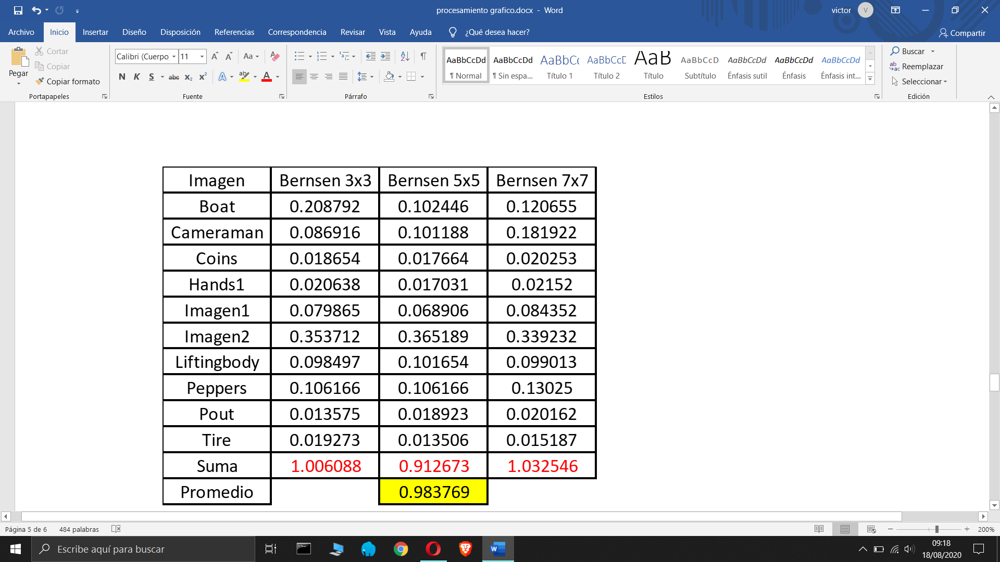 procesamiento grafico.docx - Word
victor
V
Archivo Inicio Insertar Diseño Disposición Referencias Correspondencia Revisar Vista Ayuda ¿Qué desea hacer? Compartir
Pegar
Cortar
Copiar
Copiar formato
Portapapeles
Calibri (Cuerpo) 11
Aa
N K S abc x₂ x²
A ab A
Fuente
Párrafo
AaBbCcDd AaBbCcDd AaBbCc AaBbCcD AaB AaBbCcD AaBbCcDd AaBbCcDd AaBbCcDd
¶ Normal ¶ Sin espa... Título 1 Título 2 Título Subtítulo Énfasis sutil Énfasis Énfasis int...
Estilos
Buscar
Reemplazar
Seleccionar
Edición
Imagen Bernsen 3x3 Bernsen 5x5 Bernsen 7x7
Boat 0.208792 0.102446 0.120655
Cameraman 0.086916 0.101188 0.181922
Coins 0.018654 0.017664 0.020253
Hands1 0.020638 0.017031 0.02152
Imagen1 0.079865 0.068906 0.084352
Imagen2 0.353712 0.365189 0.339232
Liftingbody 0.098497 0.101654 0.099013
Peppers 0.106166 0.106166 0.13025
Pout 0.013575 0.018923 0.020162
Tire 0.019273 0.013506 0.015187
Suma 1.006088 0.912673 1.032546
Promedio 0.983769
Página 5 de 6 484 palabras 200%
Escribe aquí para buscar
09:18
18/08/2020